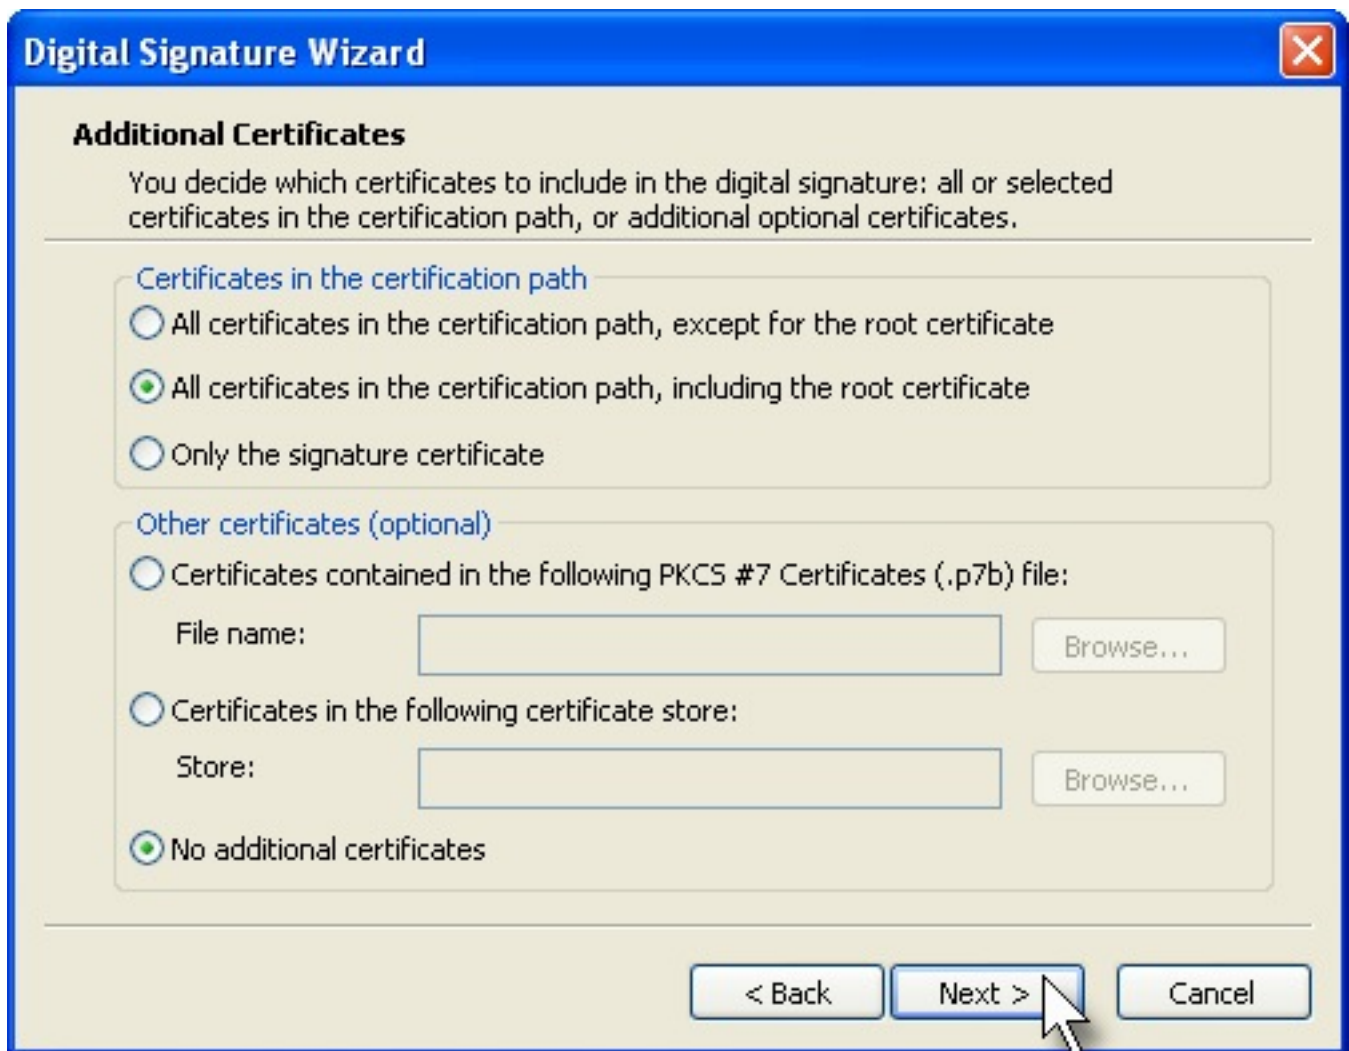 Digital Signature Wizard
Additional Certificates
You decide which certificates to include in the digital signature: all or selected
certificates in the certification path, or additional optional certificates.
Certificates in the certification path
All certificates in the certification path, except for the root certificate
All certificates in the certification path, including the root certificate
Only the signature certificate
Other certificates (optional)
Certificates contained in the following PKCS #7 Certificates (.p7b) file:
File name:
Browse...
Certificates in the following certificate store:
Store:
Browse...
No additional certificates
< Back
Next >
Cancel